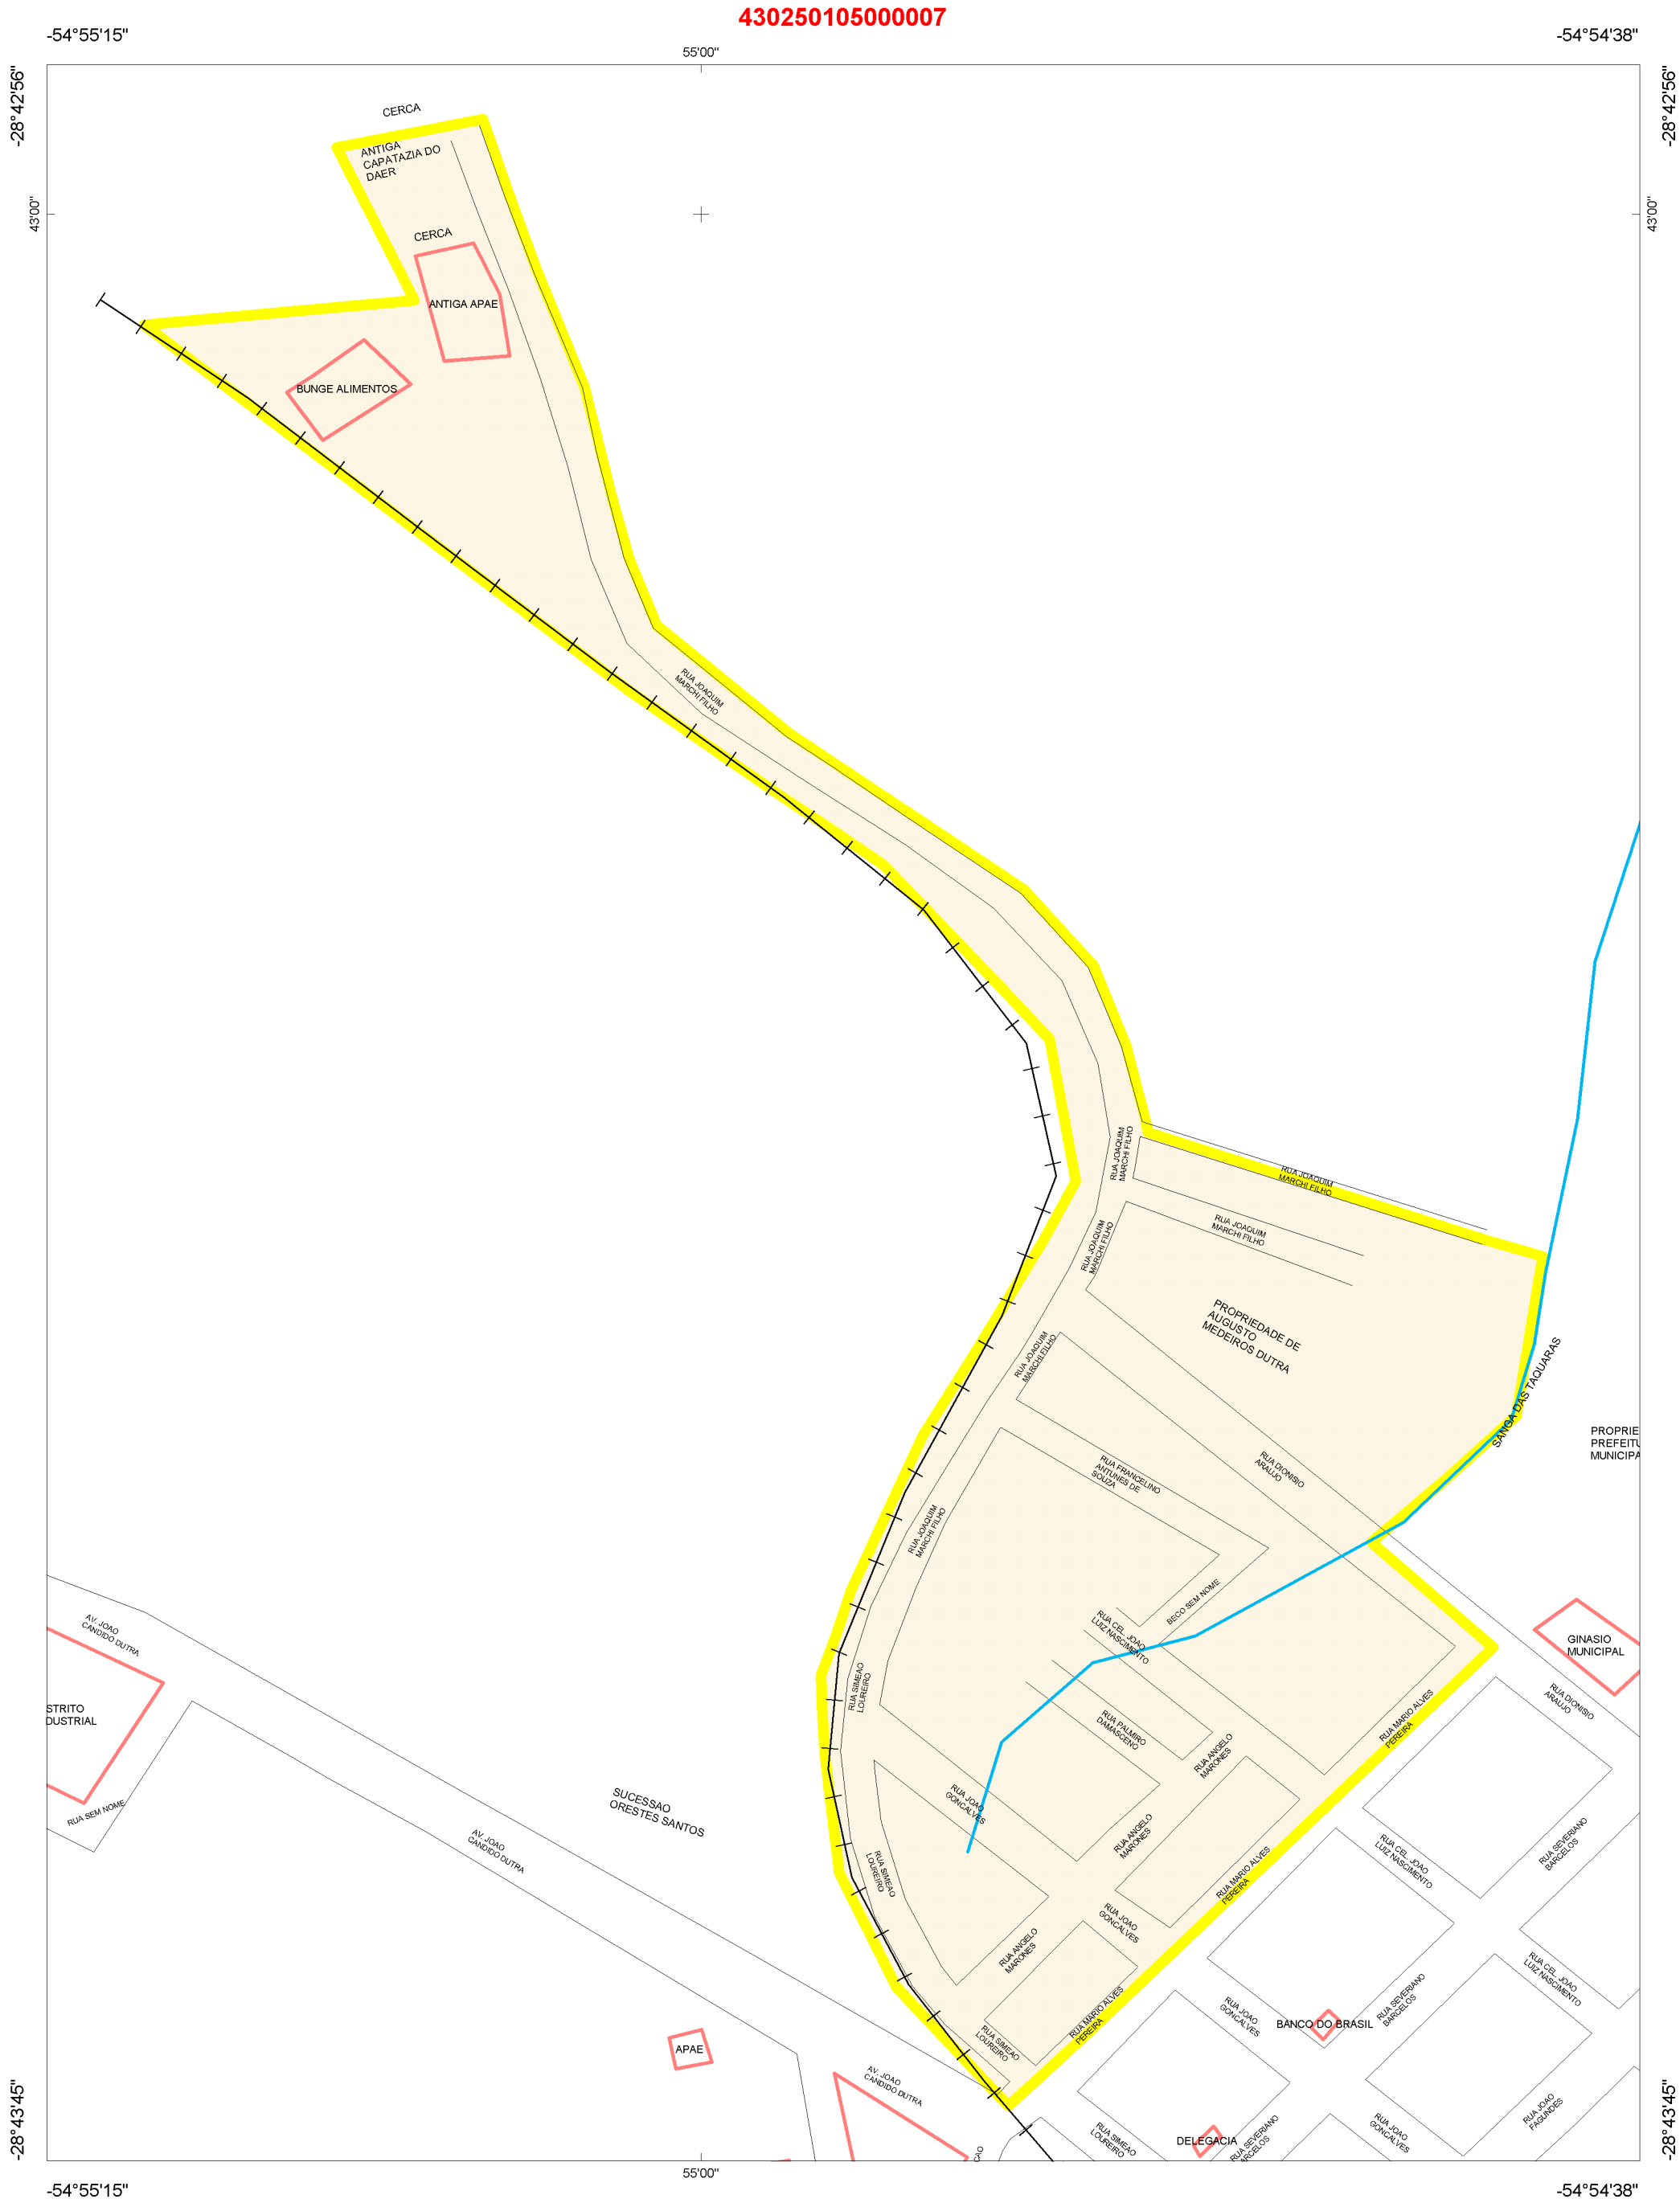 430250105000007
-54°55'15"
-54°54'38"
55'00"
-28°42'56"
-28°42'56"
CERCA
ANTIGA
CAPATAZIA DO
DAER
43'00"
43'00"
CERCA
ANTIGA APAE
BUNGE ALIMENTOS
RUA JOAQUIM
MARCHI FILHO
RUA JOAQUIM
MARCHI FILHO
RUA JOAQUIM
MARCHI FILHO
RUA JOAQUIM
MARCHI FILHO
RUA JOAQUIM
MARCHI FILHO
PROPRIEDADE DE
AUGUSTO
MEDEIROS DUTRA
RUA JOAQUIM
MARCHI FILHO
SANGA DAS TAQUARAS
PROPRIE
PREFEITU
MUNICIPA
RUA FRANCELINO
ANTUNES DE
SOUZA
RUA DIONISIO
ARAUJO
RUA JOAQUIM
MARCHI FILHO
BECO SEM NOME
RUA CEL. JOAO
LUIZ NASCIMENTO
AV. JOAO
CANDIDO DUTRA
GINASIO
MUNICIPAL
RUA SIMEAO
LOUREIRO
RUA DIONISIO
ARAUJO
STRITO
DUSTRIAL
RUA PALMIRO
DAMASCENO
RUA MARIO ALVES
PEREIRA
RUA ANGELO
MARONES
RUA SEM NOME
SUCESSAO
ORESTES SANTOS
RUA JOAO
GONCALVES
AV. JOAO
CANDIDO DUTRA
RUA ANGELO
MARONES
RUA CEL. JOAO
LUIZ NASCIMENTO
RUA SEVERIANO
BARCELOS
RUA SIMEAO
LOUREIRO
RUA MARIO ALVES
PEREIRA
RUA JOAO
GONCALVES
RUA ANGELO
MARONES
RUA CEL. JOAO
LUIZ NASCIMENTO
RUA SEVERIANO
BARCELOS
RUA JOAO
GONCALVES
RUA MARIO ALVES
PEREIRA
BANCO DO BRASIL
RUA SIMEAO
LOUREIRO
APAE
AV. JOAO
CANDIDO DUTRA
RUA JOAO
FAGUNDES
RUA JOAO
GONCALVES
RUA SIMEAO
LOUREIRO
DELEGACIA
RUA SEVERIANO
ARCELOS
CAO
-28°43'45"
-28°43'45"
55'00"
-54°55'15"
-54°54'38"